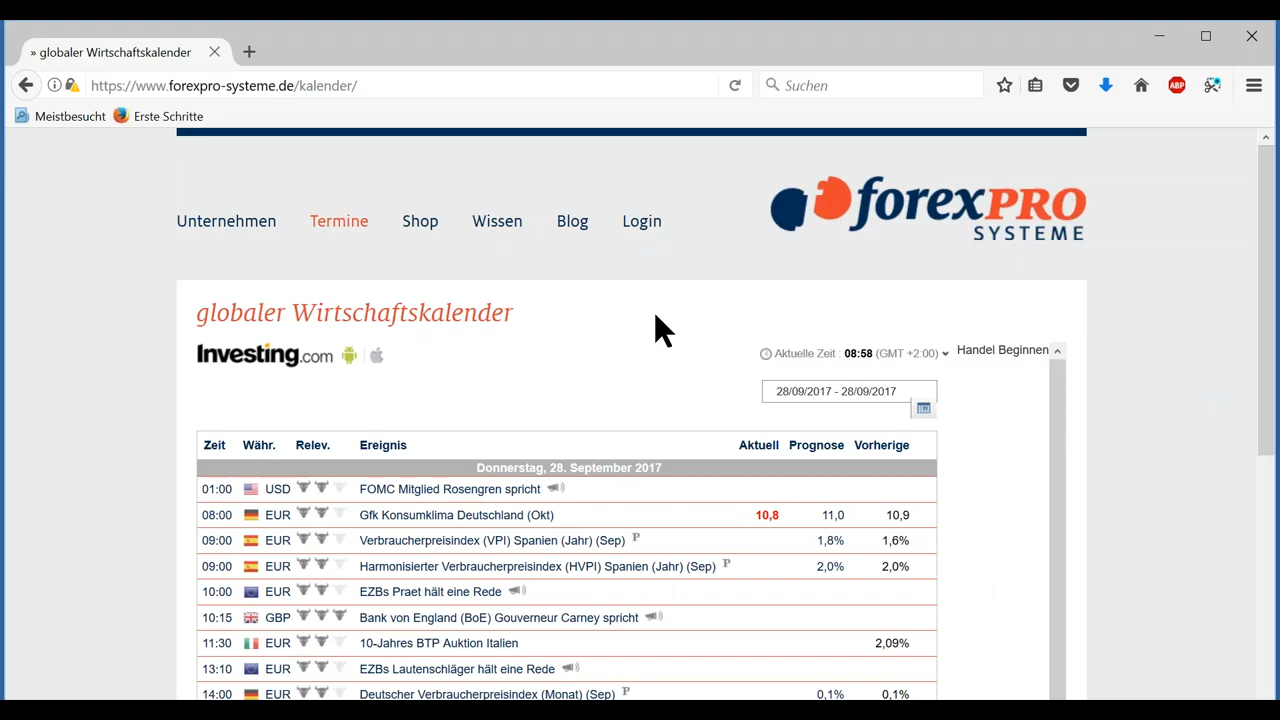 » globaler Wirtschaftskalender
https://www.forexpro-systeme.de/kalender/
Suchen
ABP
Meistbesucht Erste Schritte
Unternehmen Termine Shop Wissen Blog Login
forexPRO
SYSTEME
globaler Wirtschaftskalender
Investing.com
Aktuelle Zeit : 08:58 (GMT +2:00)
Handel Beginnen
28/09/2017 - 28/09/2017
Zeit Währ. Relev. Ereignis Aktuell Prognose Vorherige
Donnerstag, 28. September 2017
01:00 USD FOMC Mitglied Rosengren spricht
08:00 EUR Gfk Konsumklima Deutschland (Okt) 10,8 11,0 10,9
09:00 EUR Verbraucherpreisindex (VPI) Spanien (Jahr) (Sep) P 1,8% 1,6%
09:00 EUR Harmonisierter Verbraucherpreisindex (HVPI) Spanien (Jahr) (Sep) P 2,0% 2,0%
10:00 EUR EZBs Praet hält eine Rede
10:15 GBP Bank von England (BoE) Gouverneur Carney spricht
11:30 EUR 10-Jahres BTP Auktion Italien 2,09%
13:10 EUR EZBs Lautenschläger hält eine Rede
14:00 EUR Deutscher Verbraucherpreisindex (Monat) (Sep) P 0,1% 0,1%